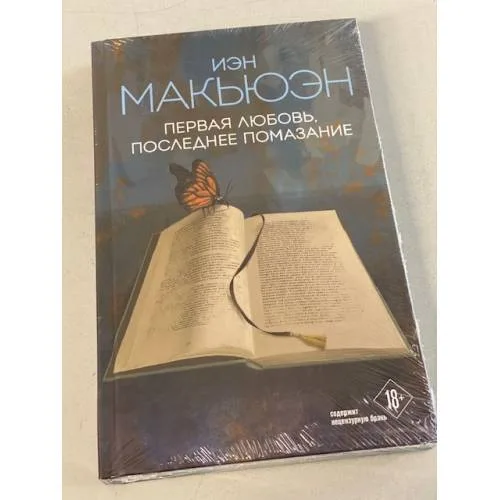 ИЭН
МАКЬЮЭН
ПЕРВАЯ ЛЮБОВЬ,
ПОСЛЕДНЕЕ ПОМАЗАНИЕ
18+
содержит
нецензурную брань